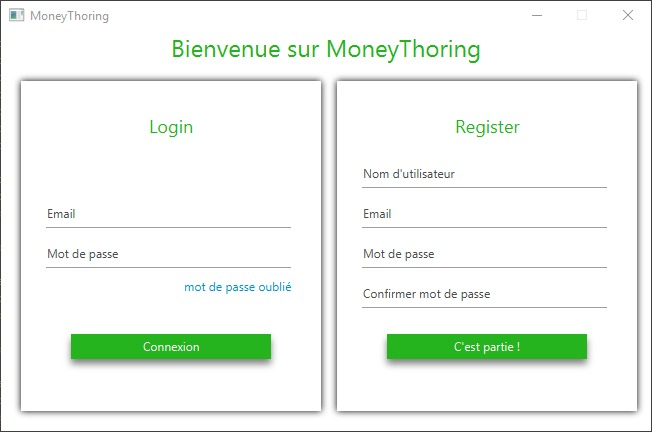 MoneyThoring
Bienvenue sur MoneyThoring
Login
Email
Mot de passe
mot de passe oublié
Connexion
Register
Nom d'utilisateur
Email
Mot de passe
Confirmer mot de passe
C'est partie !